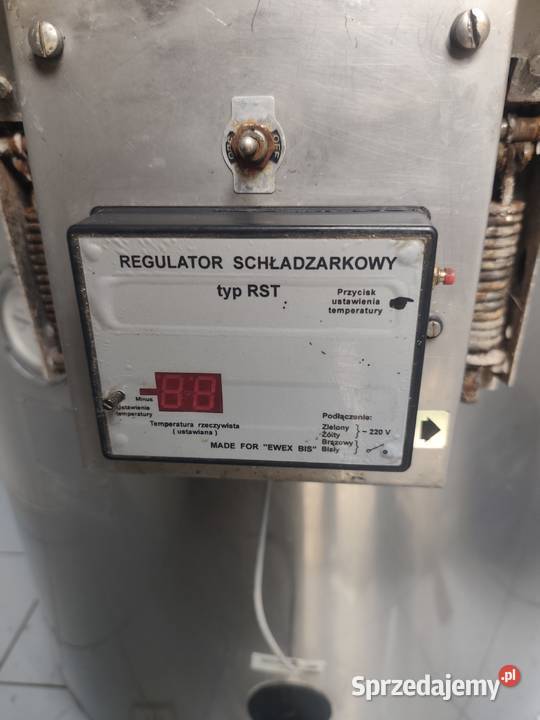 OFF
REGULATOR SCHŁADZARKOWY
typ RST
Przycisk
ustawienia
temperatury
Minus
Ustawienie
temperatury
Temperatura rzeczywista
( ustawiana )
Podłączenie:
Zielony
Żółty
~ 220 V
Brązowy
Biały
MADE FOR "EWEX BIS"
Sprzedajemy.pl